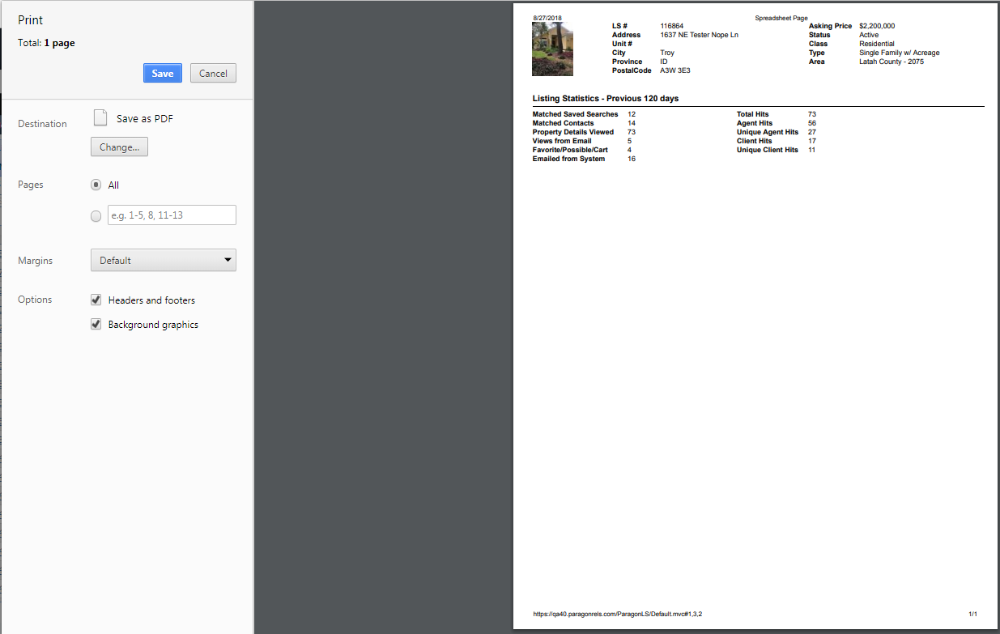 Print
Total: 1 page
Save Cancel
Destination Save as PDF
Change...
Pages All
e.g. 1-5, 8, 11-13
Margins Default
Options Headers and footers
Background graphics
8/27/2018 Spreadsheet Page
LS # 116864 Asking Price $2,200,000
Address 1637 NE Tester Nope Ln Status Active
Unit # Class Residential
City Troy Type Single Family w/ Acreage
Province ID Area Latah County - 2075
PostalCode A3W 3E3
Listing Statistics - Previous 120 days
Matched Saved Searches 12 Total Hits 73
Matched Contacts 14 Agent Hits 56
Property Details Viewed 73 Unique Agent Hits 27
Views from Email 5 Client Hits 17
Favorite/Possible/Cart 4 Unique Client Hits 11
Emailed from System 16
https://qa40.paragonrels.com/ParagonLS/Default.mvc#1,3,2 1/1